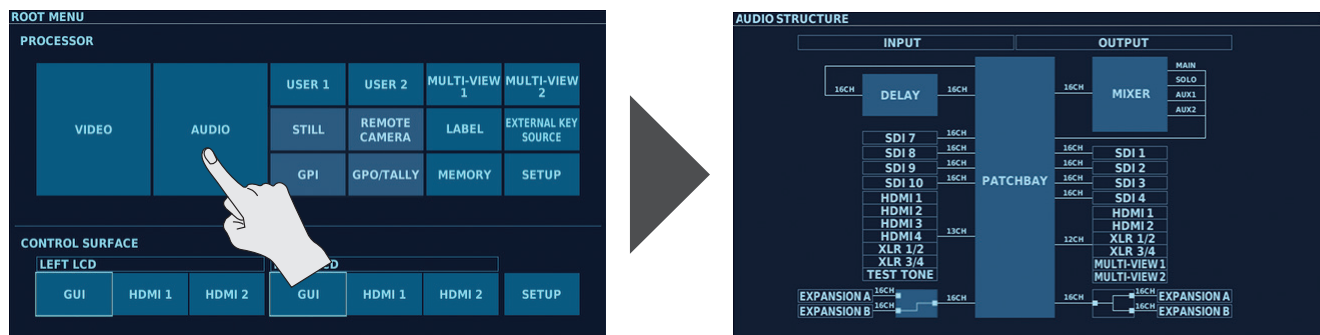 ROOT MENU
PROCESSOR
VIDEO
AUDIO
USER 1
USER 2
MULTI-VIEW
1
MULTI-VIEW
2
STILL
REMOTE
CAMERA
LABEL
EXTERNAL KEY
SOURCE
GPI
GPO/TALLY
MEMORY
SETUP
CONTROL SURFACE
LEFT LCD
LCD
GUI
HDMI 1
HDMI 2
GUI
HDMI 1
HDMI 2
SETUP
AUDIO STRUCTURE
INPUT
OUTPUT
16CH
DELAY
16CH
PATCHBAY
16CH
MIXER
MAIN
SOLO
AUX1
AUX2
SDI 7
16CH
SDI 8
16CH
SDI 9
16CH
SDI 10
16CH
HDMI 1
HDMI 2
HDMI 3
HDMI 4
13CH
XLR 1/2
XLR 3/4
TEST TONE
16CH
SDI 1
16CH
SDI 2
16CH
SDI 3
16CH
SDI 4
HDMI 1
HDMI 2
12CH
XLR 1/2
XLR 3/4
MULTI-VIEW1
MULTI-VIEW2
EXPANSION A
16CH
EXPANSION B
16CH
16CH
16CH
16CH
EXPANSION A
16CH
EXPANSION B